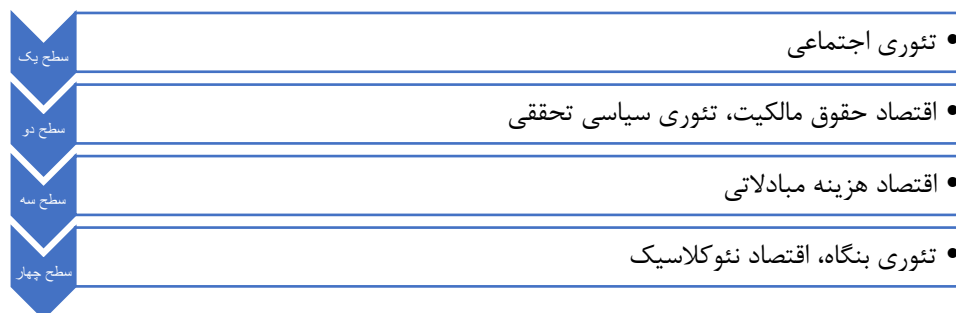 سطح یک
• تئوری اجتماعی
سطح دو
• اقتصاد حقوق مالکیت، تئوری سیاسی تحققی
سطح سه
• اقتصاد هزینه مبادلاتی
سطح چهار
• تئوری بنگاه، اقتصاد نئوکلاسیک